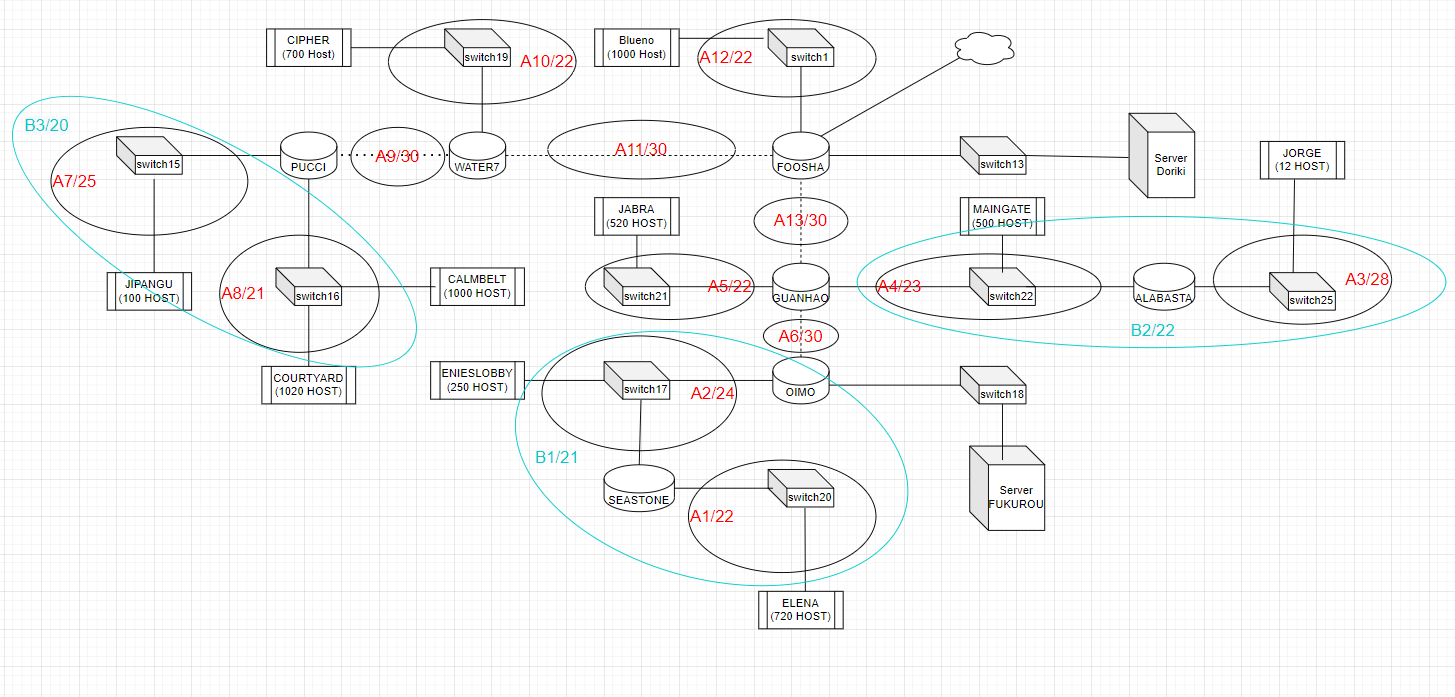 CIPHER
(700 Host)
switch19
A10/22
Blueno
(1000 Host)
A12/22
switch1
B3/20
switch15
A7/25
PUCCI
A9/30
WATER7
A11/30
FOOSHA
switch13
Server
Doriki
JORGE
(12 HOST)
JABRA
(520 HOST)
A13/30
MAINGATE
(500 HOST)
JIPANGU
(100 HOST)
A8/21
switch16
CALMBELT
(1000 HOST)
switch21
A5/22
GUANHAO
A4/23
switch22
ALABASTA
switch25
A3/28
B2/22
A6/30
COURTYARD
(1020 HOST)
ENIESLOBBY
(250 HOST)
switch17
A2/24
OIMO
switch18
B1/21
SEASTONE
switch20
A1/22
Server
FUKUROU
ELENA
(720 HOST)